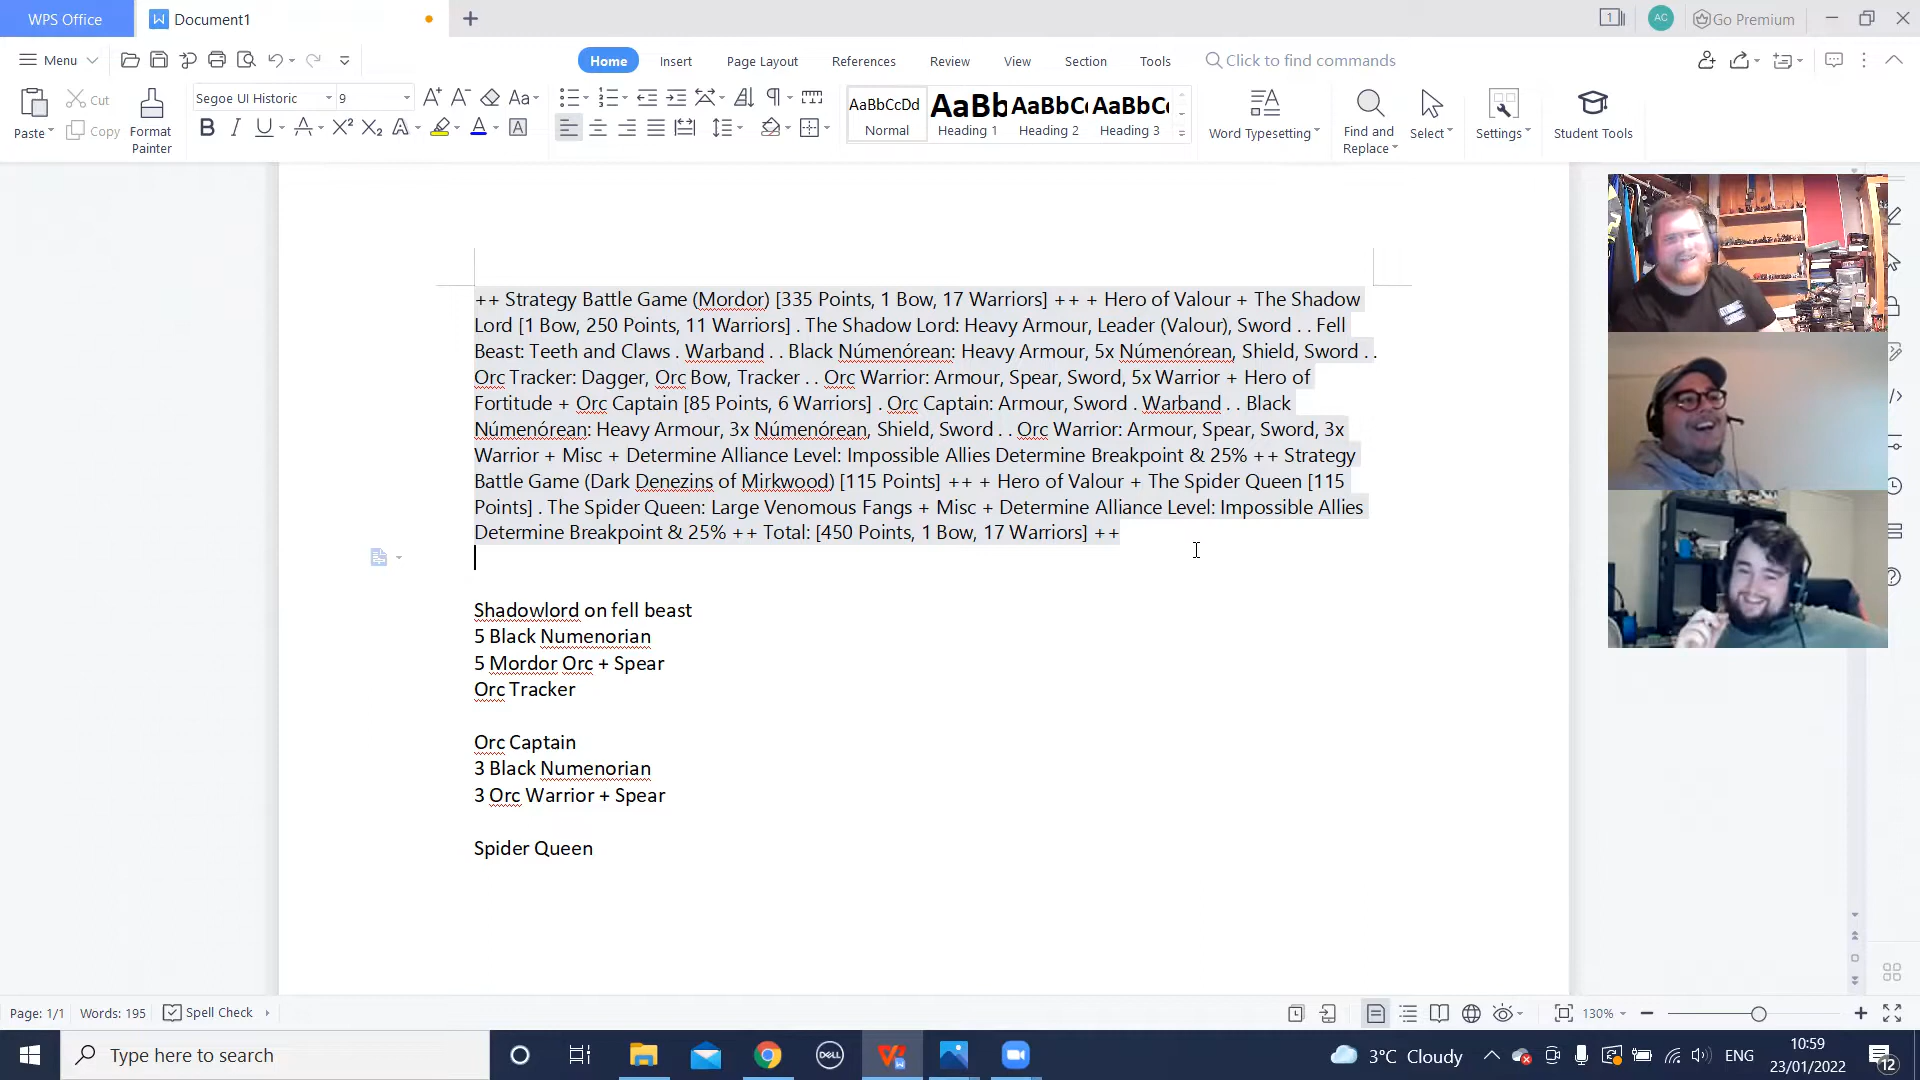 WPS Office
Document1
1
AC
Go Premium
Menu
Home
Insert
Page Layout
References
Review
View
Section
Tools
Click to find commands
Paste
Cut
Copy
Format
Painter
Segoe UI Historic
9
AaBbCcDd
Normal
AaBb
Heading 1
AaBbC
Heading 2
AaBbC
Heading 3
Word Typesetting
Find and
Replace
Select
Settings
Student Tools
++ Strategy Battle Game (Mordor) [335 Points, 1 Bow, 17 Warriors] ++ + Hero of Valour + The Shadow
Lord [1 Bow, 250 Points, 11 Warriors] . The Shadow Lord: Heavy Armour, Leader (Valour), Sword . . Fell
Beast: Teeth and Claws . Warband . . Black Númenórean: Heavy Armour, 5x Númenórean, Shield, Sword . .
Orc Tracker: Dagger, Orc Bow, Tracker . . Orc Warrior: Armour, Spear, Sword, 5x Warrior + Hero of
Fortitude + Orc Captain [85 Points, 6 Warriors] . Orc Captain: Armour, Sword . Warband . . Black
Númenórean: Heavy Armour, 3x Númenórean, Shield, Sword . . Orc Warrior: Armour, Spear, Sword, 3x
Warrior + Misc + Determine Alliance Level: Impossible Allies Determine Breakpoint & 25% ++ Strategy
Battle Game (Dark Denezins of Mirkwood) [115 Points] ++ + Hero of Valour + The Spider Queen [115
Points] . The Spider Queen: Large Venomous Fangs + Misc + Determine Alliance Level: Impossible Allies
Determine Breakpoint & 25% ++ Total: [450 Points, 1 Bow, 17 Warriors] ++
Shadowlord on fell beast
5 Black Numenorian
5 Mordor Orc + Spear
Orc Tracker
Orc Captain
3 Black Numenorian
3 Orc Warrior + Spear
Spider Queen
Page: 1/1
Words: 195
Spell Check
130%
Type here to search
DELL
3°C Cloudy
ENG
10:59
23/01/2022
12